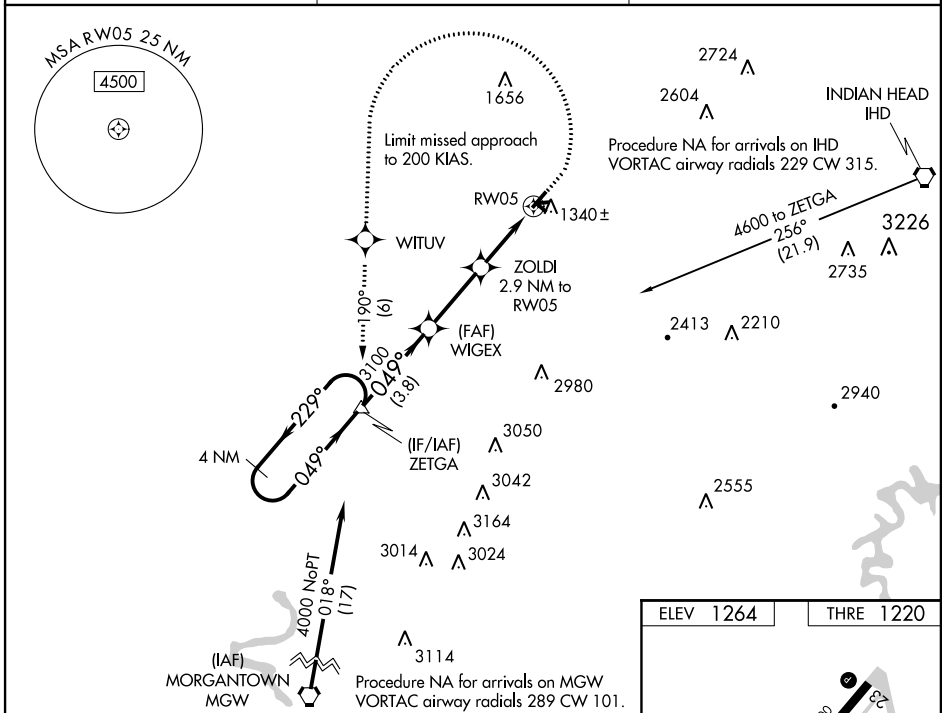 MSA RW05 25 NM
4500
1656
2724
2604
INDIAN HEAD
IHD
Limit missed approach
to 200 KIAS.
Procedure NA for arrivals on IHD
VORTAC airway radials 229 CW 315.
RW05
1340±
4600 to ZETGA
256°
(21.9)
3226
2735
WITUV
ZOLDI
2.9 NM to
RW05
190°
(6)
(FAF)
WIGEX
2413
2210
3100
049°
(3.8)
2980
2940
229°
049°
4 NM
(IF/IAF)
ZETGA
3050
3042
2555
3164
3014
3024
4000 NoPT
018°
(17)
ELEV 1264
THRE 1220
3114
(IAF)
MORGANTOWN
MGW
Procedure NA for arrivals on MGW
VORTAC airway radials 289 CW 101.
P
23